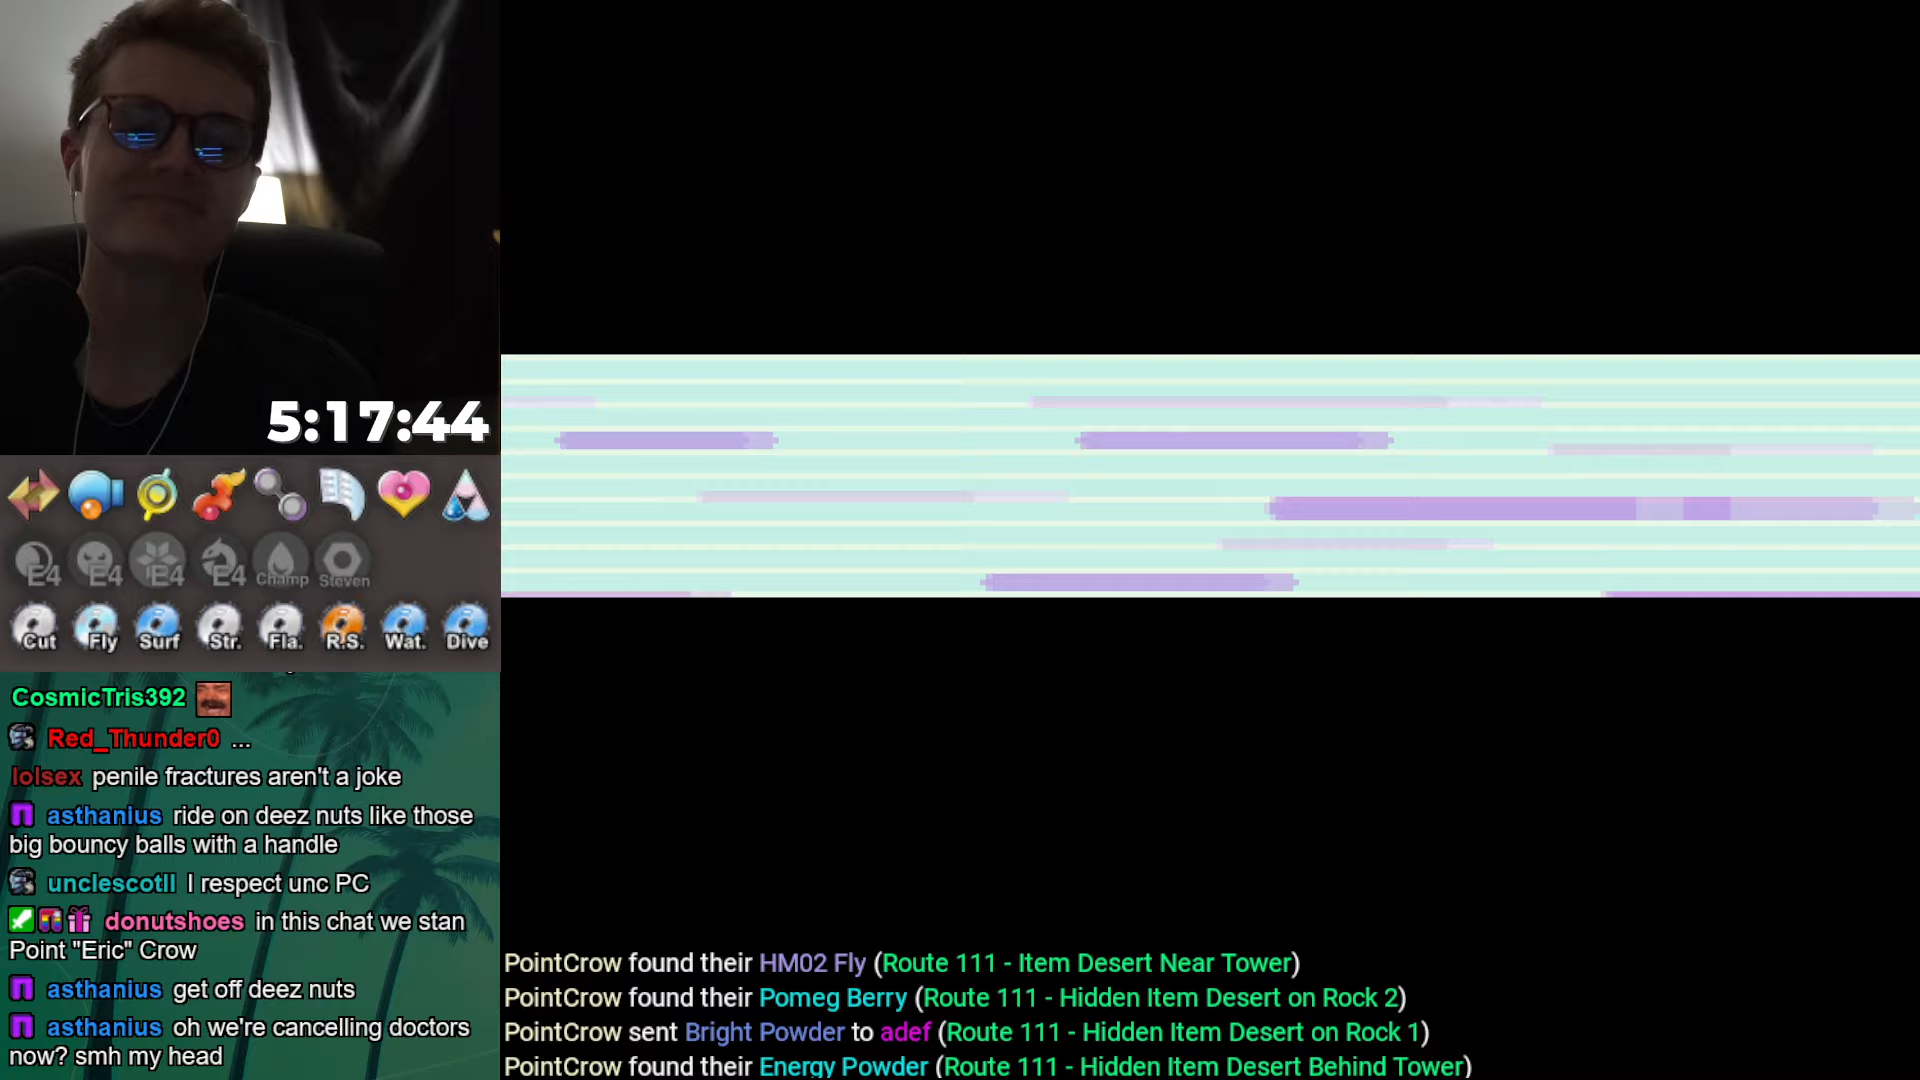 5:17:44
E4 E4 E4 E4 Champ Steven
Cut Fly Surf Str. Fla. R.S. Wat. Dive
CosmicTris392
Red_Thunder0 ...
lolsex penile fractures aren't a joke
asthanius ride on deez nuts like those
big bouncy balls with a handle
unclescotll I respect unc PC
donutshoes in this chat we stan
Point "Eric" Crow
asthanius get off deez nuts
asthanius oh we're cancelling doctors
now? smh my head
PointCrow found their HM02 Fly (Route 111 - Item Desert Near Tower)
PointCrow found their Pomeg Berry (Route 111 - Hidden Item Desert on Rock 2)
PointCrow sent Bright Powder to adef (Route 111 - Hidden Item Desert on Rock 1)
PointCrow found their Energy Powder (Route 111 - Hidden Item Desert Behind Tower)